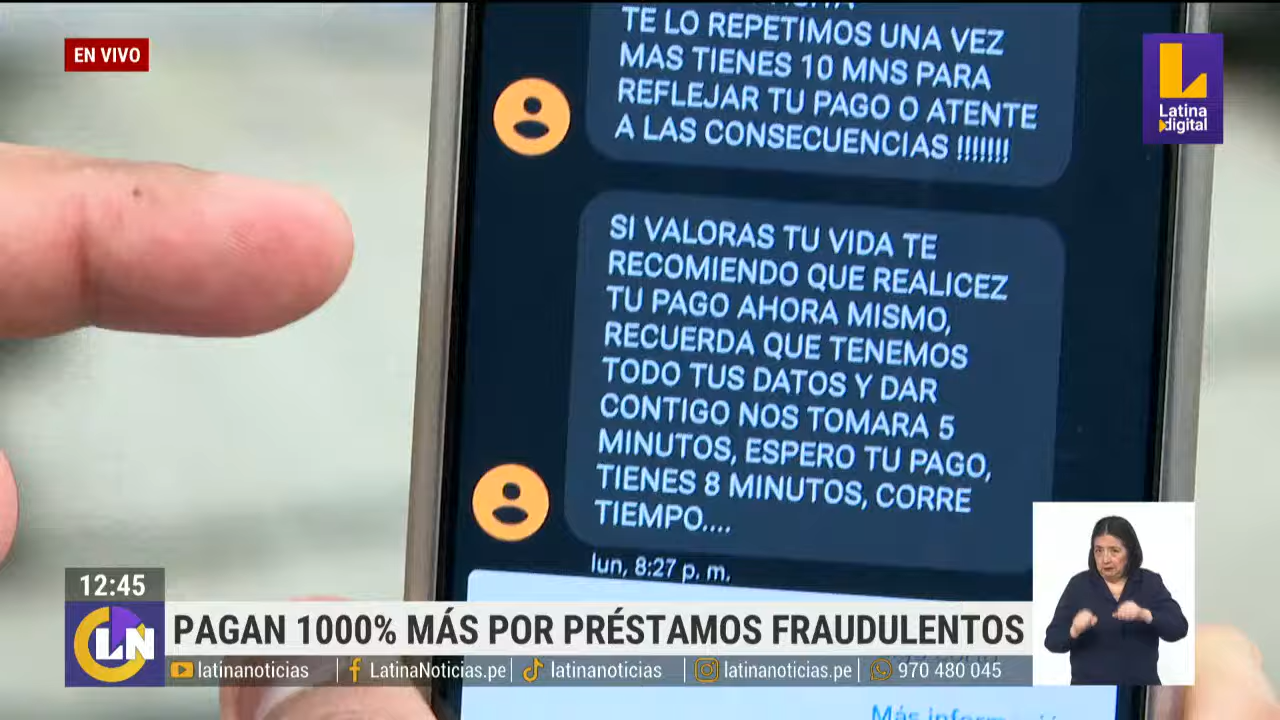 EN VIVO
TE LO REPETIMOS UNA VEZ
MAS TIENES 10 MNS PARA
REFLEJAR TU PAGO O ATENTE
A LAS CONSECUENCIAS !!!!!!!
L
Latina
digital
SI VALORAS TU VIDA TE
RECOMIENDO QUE REALICEZ
TU PAGO AHORA MISMO,
RECUERDA QUE TENEMOS
TODO TUS DATOS Y DAR
CONTIGO NOS TOMARA 5
MINUTOS, ESPERO TU PAGO,
TIENES 8 MINUTOS, CORRE
TIEMPO....
lun, 8:27 p. m.
12:45
LN
PAGAN 1000% MÁS POR PRÉSTAMOS FRAUDULENTOS
latinanoticias LatinaNoticias.pe latinanoticias latinanoticias.pe 970 480 045
Más información